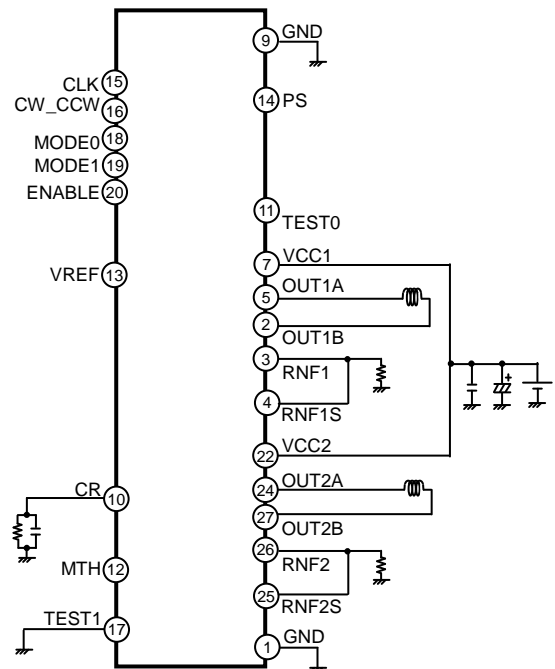 9 GND
15 CLK
14 PS
16 CW_CCW
18 MODE0
19 MODE1
20 ENABLE
11 TEST0
7 VCC1
13 VREF
5 OUT1A
2 OUT1B
3 RNF1
4 RNF1S
+
22 VCC2
24 OUT2A
10 CR
27 OUT2B
26 RNF2
12 MTH
25 RNF2S
17 TEST1
1 GND